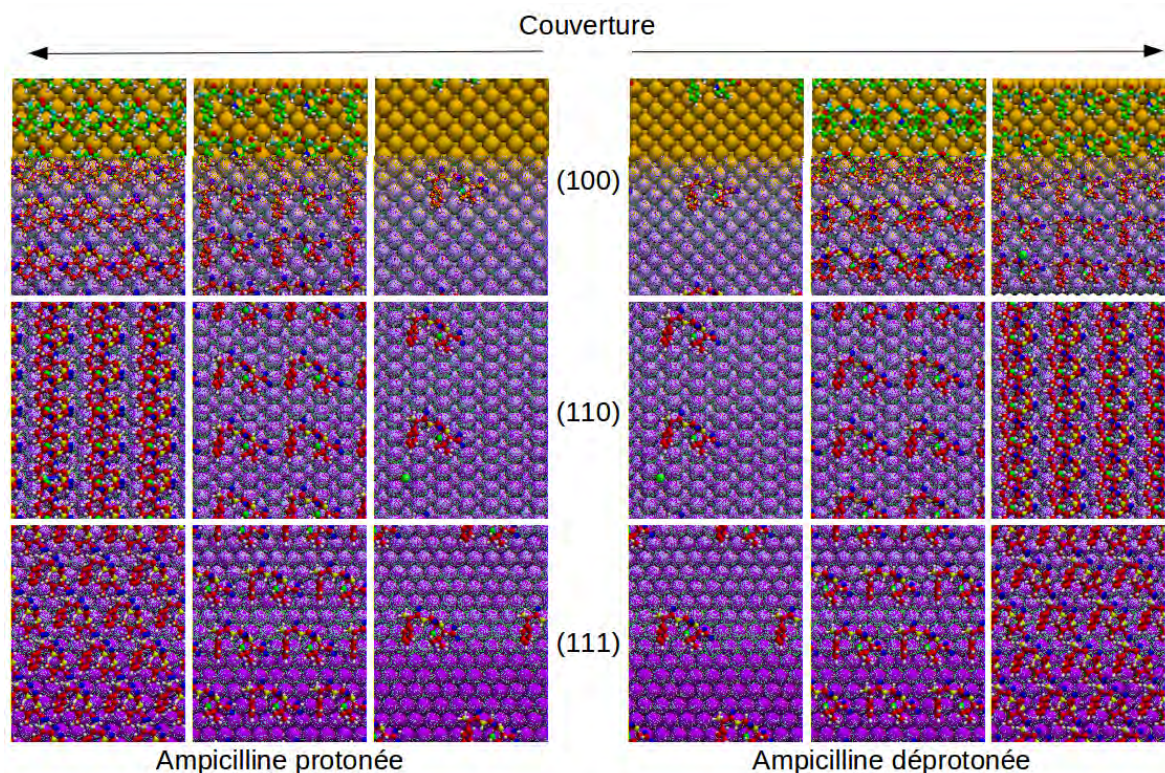 Couverture
(100)
(110)
(111)
Ampicilline protonée
Ampicilline déprotonée